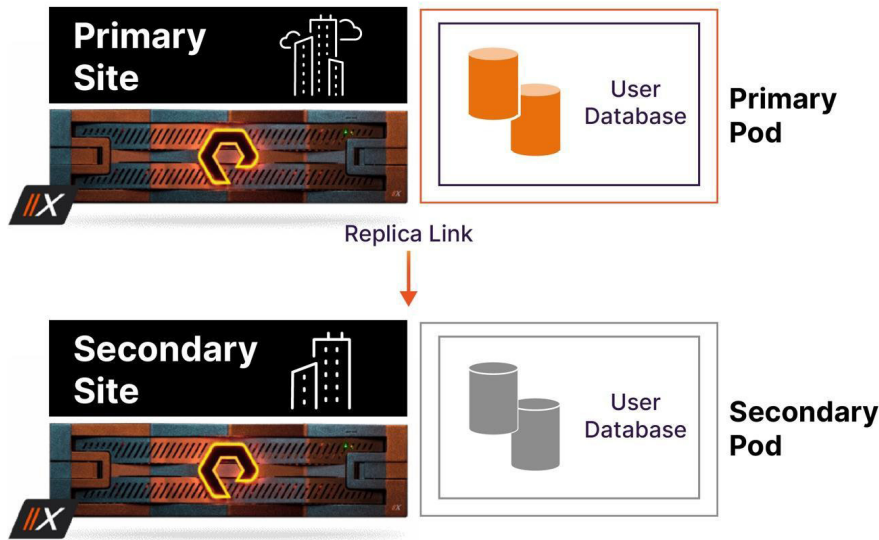 Primary
Site
User
Database
Primary
Pod
//X
Replica Link
Secondary
Site
User
Database
Secondary
Pod
//X